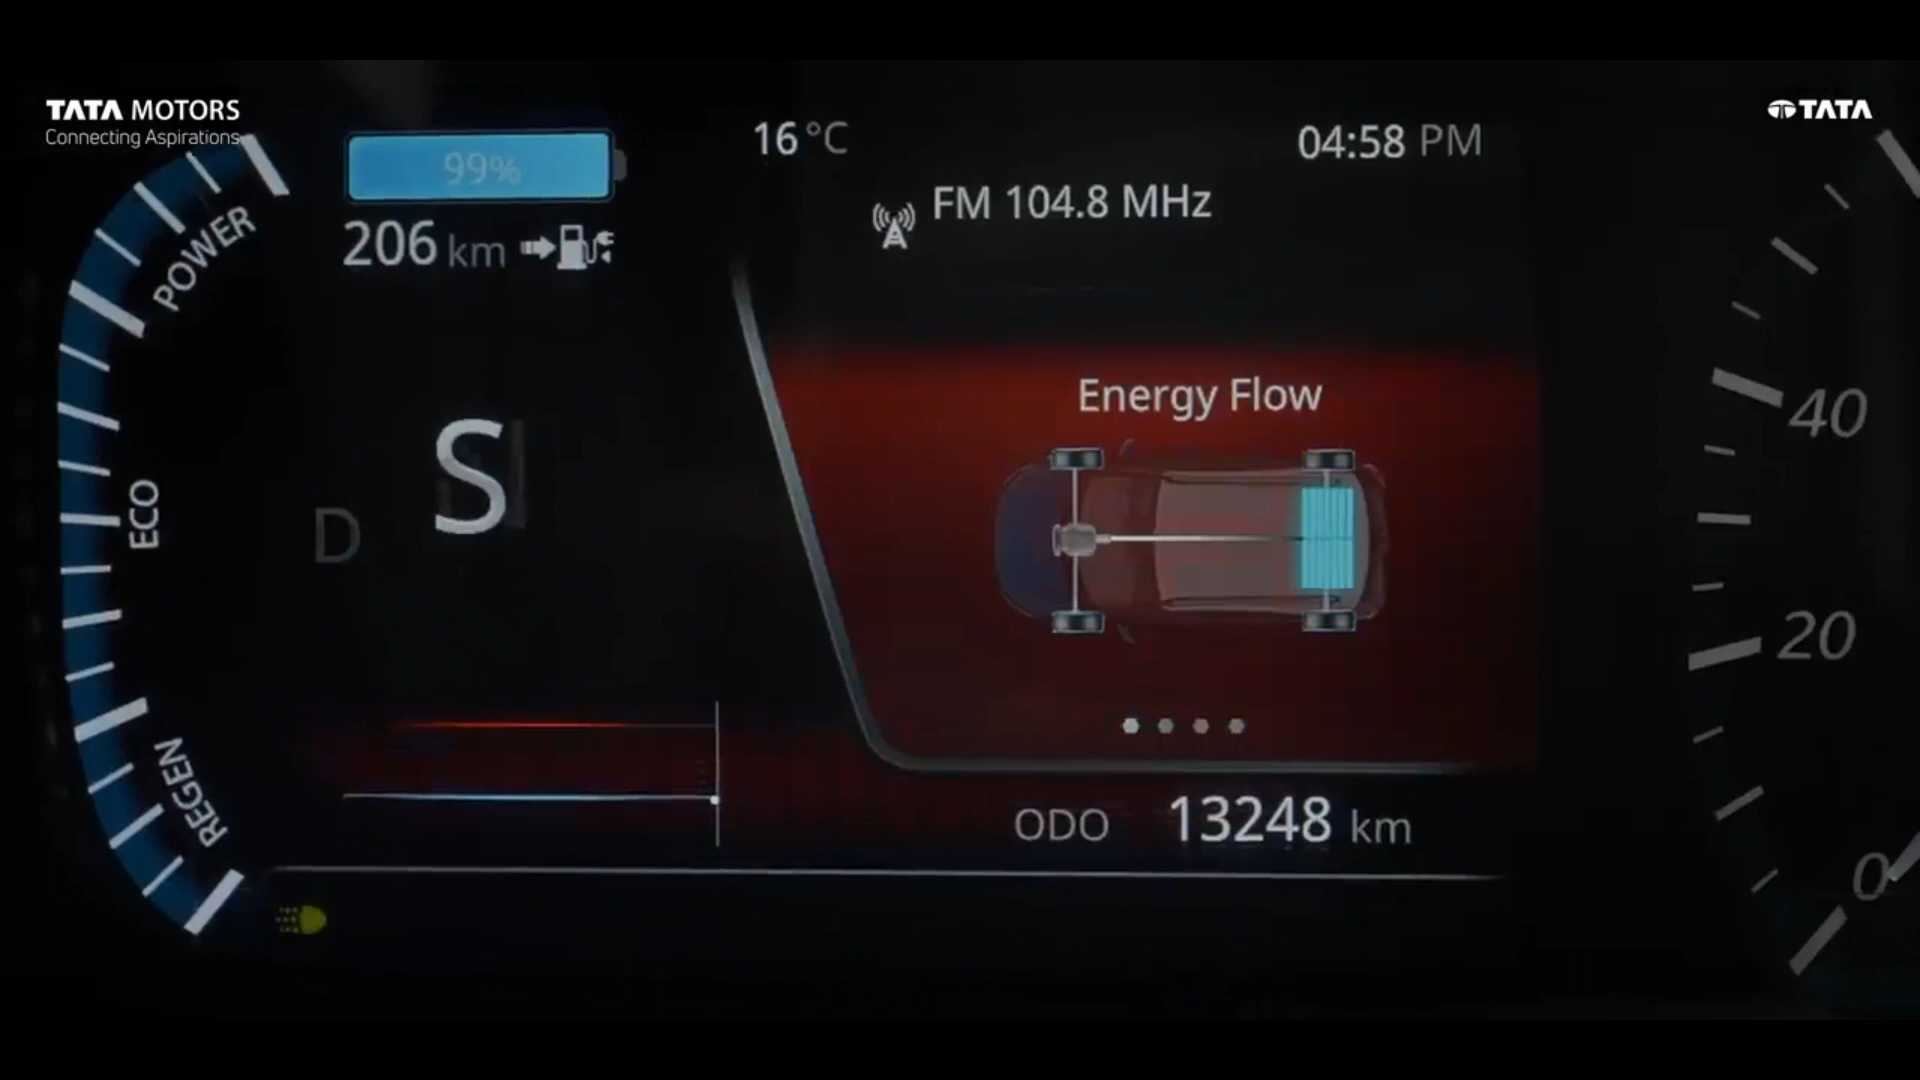 TATA MOTORS
Connecting Aspirations
TATA
99%
206 km
16 °C
04:58 PM
FM 104.8 MHz
POWER
ECO
REGEN
D
S
Energy Flow
ODO 13248 km
40
20
0